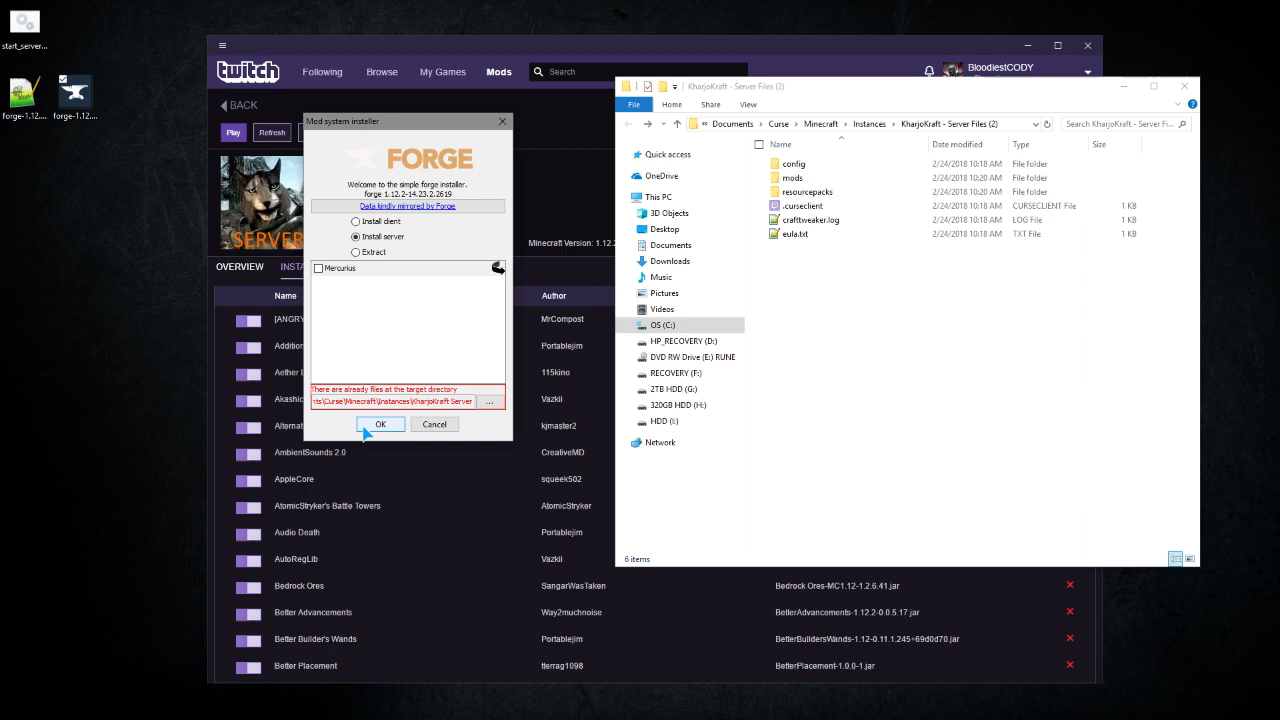 start_server...
forge-1.12....
forge-1.12....
twitch
Following
Browse
My Games
Mods
Search
BloodiestCODY
BACK
Play
Refresh
SERVER
Minecraft Version: 1.12.
OVERVIEW
INSTA
Name
Author
[ANGRY
MrCompost
Addition
Portablejim
Aether L
115kino
Akashic
Vazkii
Alternat
kjmaster2
AmbientSounds 2.0
CreativeMD
AppleCore
squeek502
AtomicStryker's Battle Towers
AtomicStryker
Audio Death
Portablejim
AutoRegLib
Vazkii
Bedrock Ores
SangarWasTaken
Bedrock Ores-MC1.12-1.2.6.41.jar
Better Advancements
Way2muchnoise
BetterAdvancements-1.12.2-0.0.5.17.jar
Better Builder's Wands
Portablejim
BetterBuildersWands-1.12-0.11.1.245+69d0d70.jar
Better Placement
tterrag1098
BetterPlacement-1.0.0-1.jar
Mod system installer
FORGE
Welcome to the simple forge installer.
forge 1.12.2-14.23.2.2619
Data kindly mirrored by Forge.
Install client
Install server
Extract
Mercurius
There are already files at the target directory
nts\Curse\Minecraft\Instances\KharjoKraft Server
...
OK
Cancel
KharjoKraft - Server Files (2)
File
Home
Share
View
« Documents > Curse > Minecraft > Instances > KharjoKraft - Server Files (2)
Search KharjoKraft - Server Fi...
Name
Date modified
Type
Size
config
2/24/2018 10:18 AM
File folder
mods
2/24/2018 10:20 AM
File folder
resourcepacks
2/24/2018 10:20 AM
File folder
.curseclient
2/24/2018 10:18 AM
CURSECLIENT File
1 KB
crafttweaker.log
2/24/2018 10:18 AM
LOG File
1 KB
eula.txt
2/24/2018 10:18 AM
TXT File
1 KB
Quick access
OneDrive
This PC
3D Objects
Desktop
Documents
Downloads
Music
Pictures
Videos
OS (C:)
HP_RECOVERY (D:)
DVD RW Drive (E:) RUNE
RECOVERY (F:)
2TB HDD (G:)
320GB HDD (H:)
HDD (I:)
Network
6 items